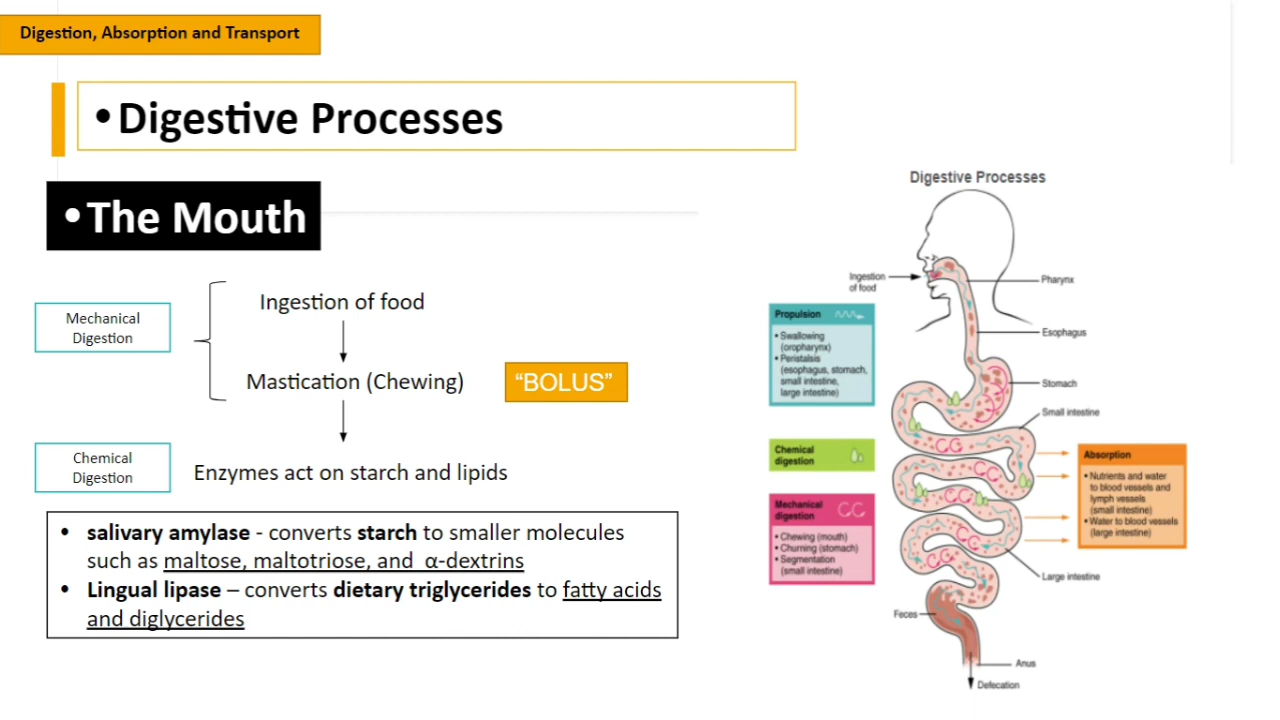 Digestion, Absorption and Transport
•Digestive Processes
•The Mouth
Mechanical
Digestion
Ingestion of food
Mastication (Chewing)
“BOLUS”
Chemical
Digestion
Enzymes act on starch and lipids
• salivary amylase - converts starch to smaller molecules
such as maltose, maltotriose, and α-dextrins
• Lingual lipase – converts dietary triglycerides to fatty acids
and diglycerides
Digestive Processes
Ingestion
of food
Pharynx
Esophagus
Stomach
Small intestine
Propulsion
• Swallowing
(oropharynx)
• Peristalsis
(esophagus, stomach,
small intestine,
large intestine)
Chemical
digestion
Mechanical
digestion
• Chewing (mouth)
• Churning (stomach)
• Segmentation
(small intestine)
Absorption
• Nutrients and water
to blood vessels and
lymph vessels
(small intestine)
• Water to blood vessels
(large intestine)
Large intestine
Feces
Anus
Defecation